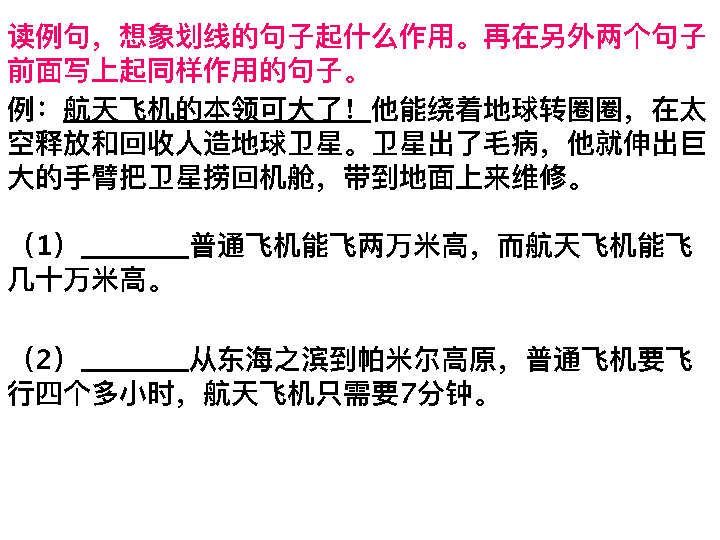 读例句，想象划线的句子起什么作用。再在另外两个句子
前面写上起同样作用的句子。
例：航天飞机的本领可大了！他能绕着地球转圈圈，在太
空释放和回收人造地球卫星。卫星出了毛病，他就伸出巨
大的手臂把卫星捞回机舱，带到地面上来维修。
（1）________普通飞机能飞两万米高，而航天飞机能飞
几十万米高。
（2）________从东海之滨到帕米尔高原，普通飞机要飞
行四个多小时，航天飞机只需要7分钟。